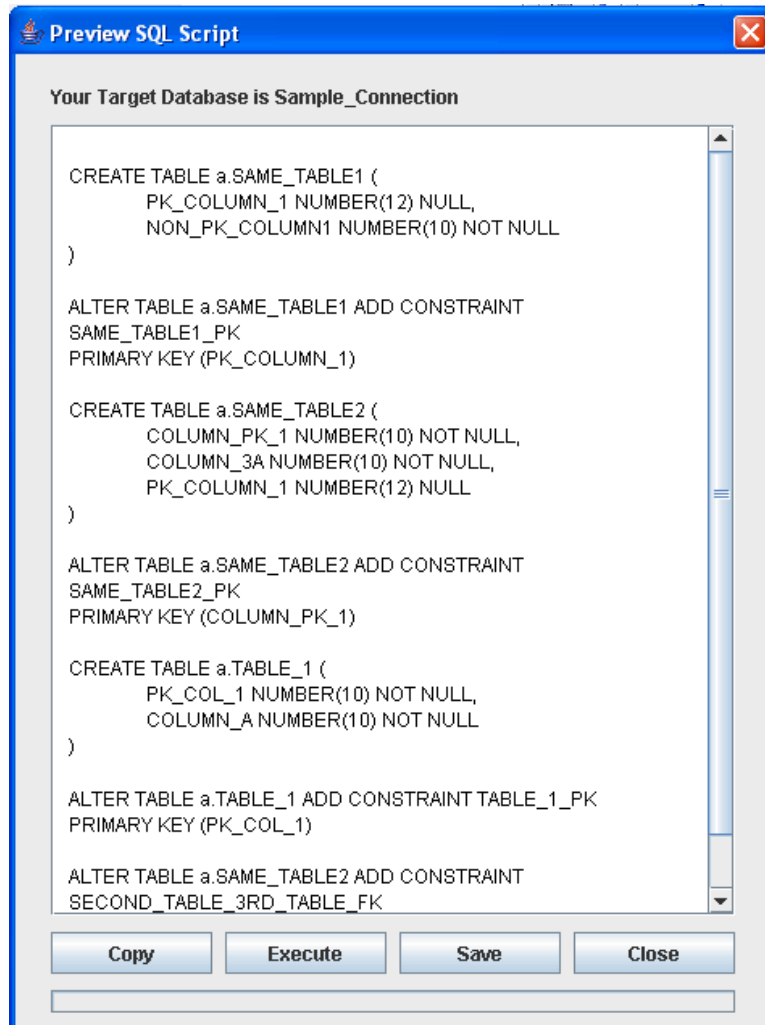 Preview SQL Script
Your Target Database is Sample_Connection
CREATE TABLE a.SAME_TABLE1 (
PK_COLUMN_1 NUMBER(12) NULL,
NON_PK_COLUMN1 NUMBER(10) NOT NULL
)
ALTER TABLE a.SAME_TABLE1 ADD CONSTRAINT
SAME_TABLE1_PK
PRIMARY KEY (PK_COLUMN_1)
CREATE TABLE a.SAME_TABLE2 (
COLUMN_PK_1 NUMBER(10) NOT NULL,
COLUMN_3A NUMBER(10) NOT NULL,
PK_COLUMN_1 NUMBER(12) NULL
)
ALTER TABLE a.SAME_TABLE2 ADD CONSTRAINT
SAME_TABLE2_PK
PRIMARY KEY (COLUMN_PK_1)
CREATE TABLE a.TABLE_1 (
PK_COL_1 NUMBER(10) NOT NULL,
COLUMN_A NUMBER(10) NOT NULL
)
ALTER TABLE a.TABLE_1 ADD CONSTRAINT TABLE_1_PK
PRIMARY KEY (PK_COL_1)
ALTER TABLE a.SAME_TABLE2 ADD CONSTRAINT
SECOND_TABLE_3RD_TABLE_FK
Copy Execute Save Close